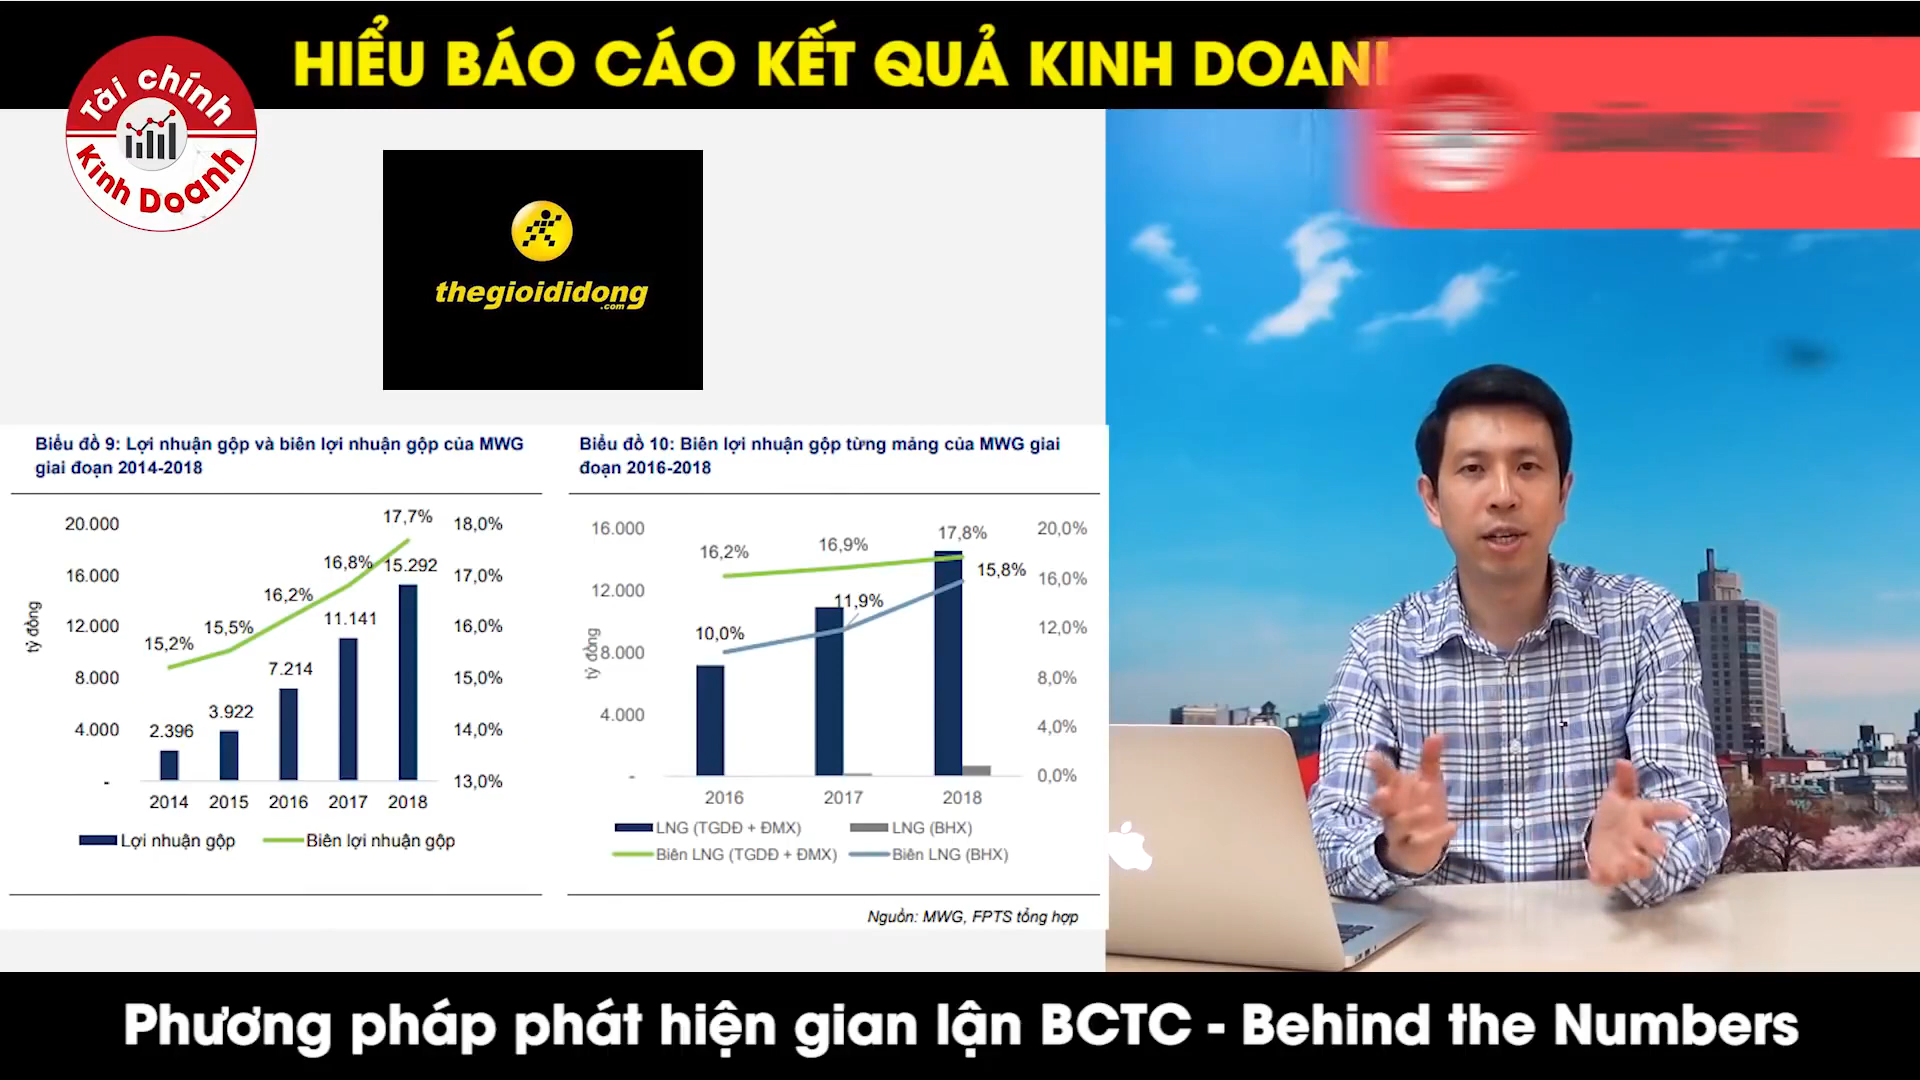 HIỂU BÁO CÁO KẾT QUẢ KINH DOAN
Tài chính
Kinh Doanh
thegioididong
.com
Biểu đồ 9: Lợi nhuận gộp và biên lợi nhuận gộp của MWG
giai đoạn 2014-2018
20.000
16.000
12.000
8.000
4.000
-
tỷ đồng
18,0%
17,0%
16,0%
15,0%
14,0%
13,0%
15,2%
15,5%
16,2%
16,8%
17,7%
2.396
3.922
7.214
11.141
15.292
2014 2015 2016 2017 2018
Lợi nhuận gộp Biên lợi nhuận gộp
Biểu đồ 10: Biên lợi nhuận gộp từng mảng của MWG giai
đoạn 2016-2018
16.000
12.000
8.000
4.000
-
tỷ đồng
20,0%
16,0%
12,0%
8,0%
4,0%
0,0%
16,2%
16,9%
17,8%
10,0%
11,9%
15,8%
2016 2017 2018
LNG (TGDĐ + ĐMX) LNG (BHX)
Biên LNG (TGDĐ + ĐMX) Biên LNG (BHX)
Nguồn: MWG, FPTS tổng hợp
Phương pháp phát hiện gian lận BCTC - Behind the Numbers